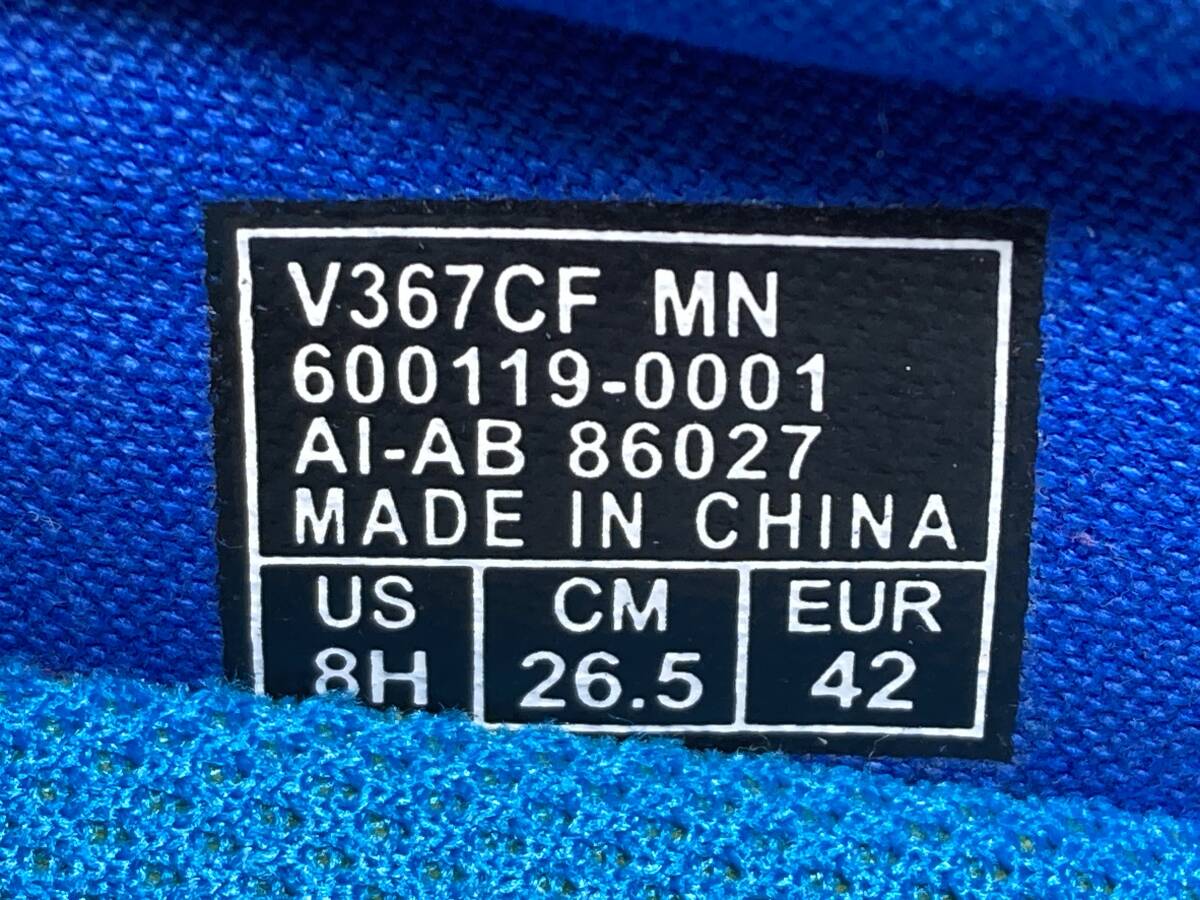 V367CF MN
600119-0001
AI-AB 86027
MADE IN CHINA
US CM EUR
8H 26.5 42